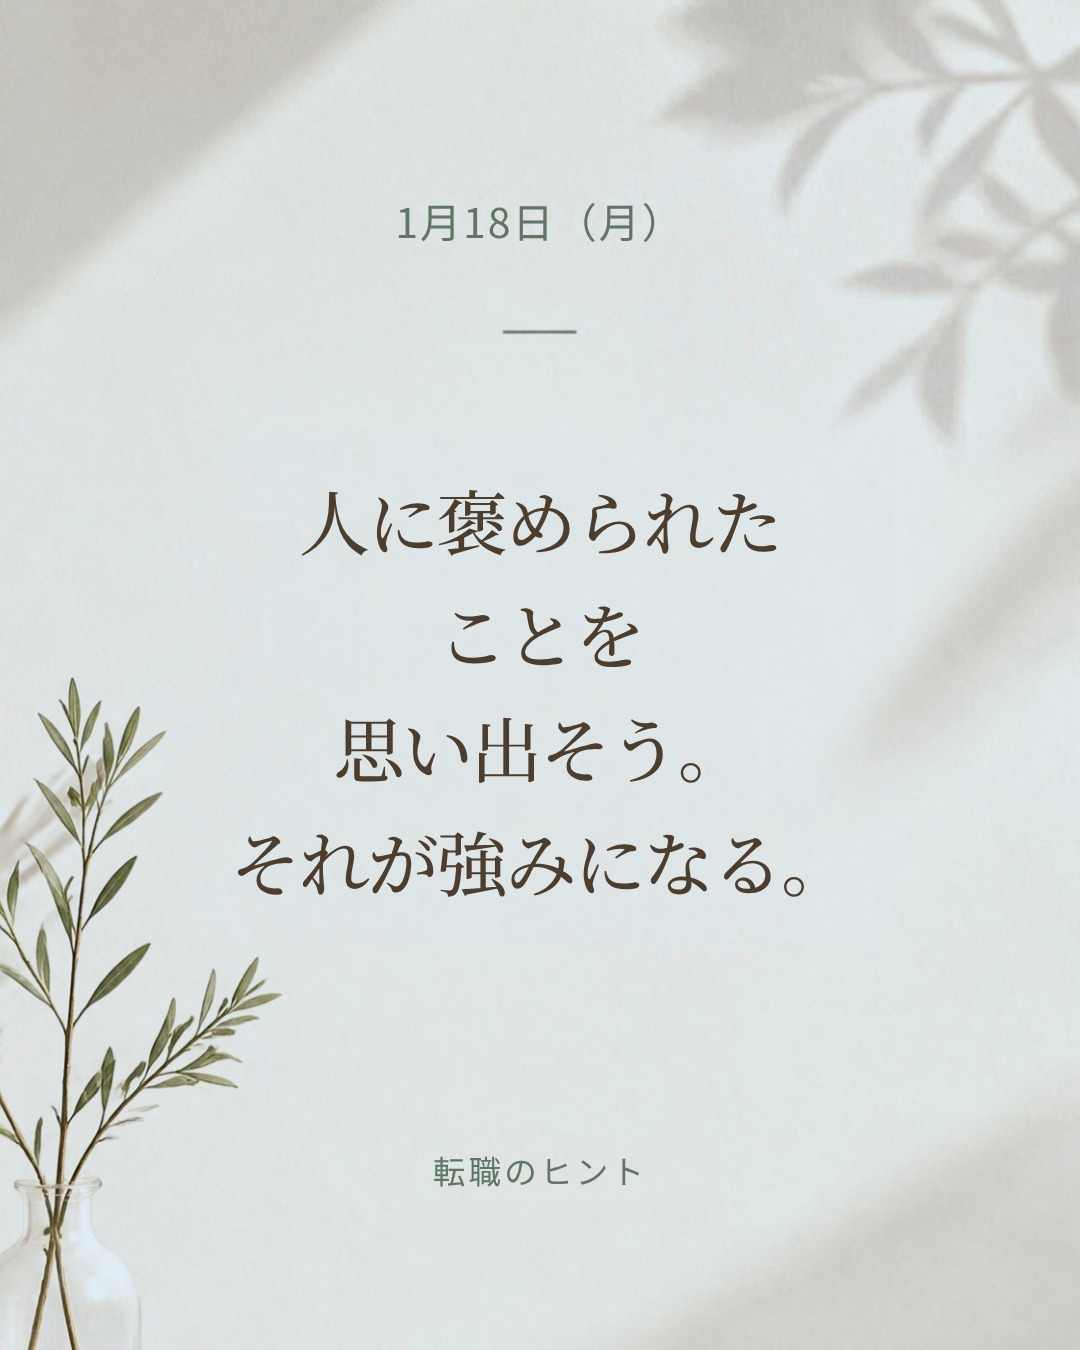 1月18日（月）
人に褒められた
ことを
思い出そう。
それが強みになる。
転職のヒント